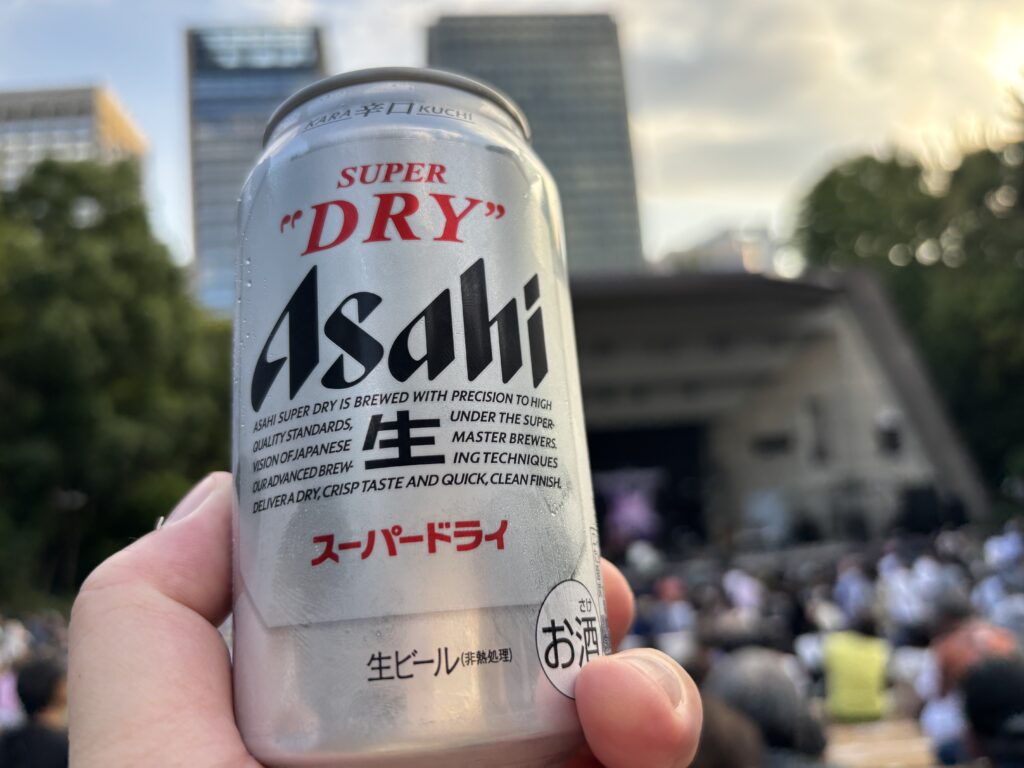 KARA 辛口 KUCHI
SUPER
"DRY"
Asahi
ASAHI SUPER DRY IS BREWED WITH PRECISION TO HIGH
QUALITY STANDARDS, UNDER THE SUPER-
VISION OF JAPANESE 生 MASTER BREWERS.
OUR ADVANCED BREW- ING TECHNIQUES
DELIVER A DRY, CRISP TASTE AND QUICK, CLEAN FINISH.
スーパードライ
さけ
お酒
生ビール(非熱処理)